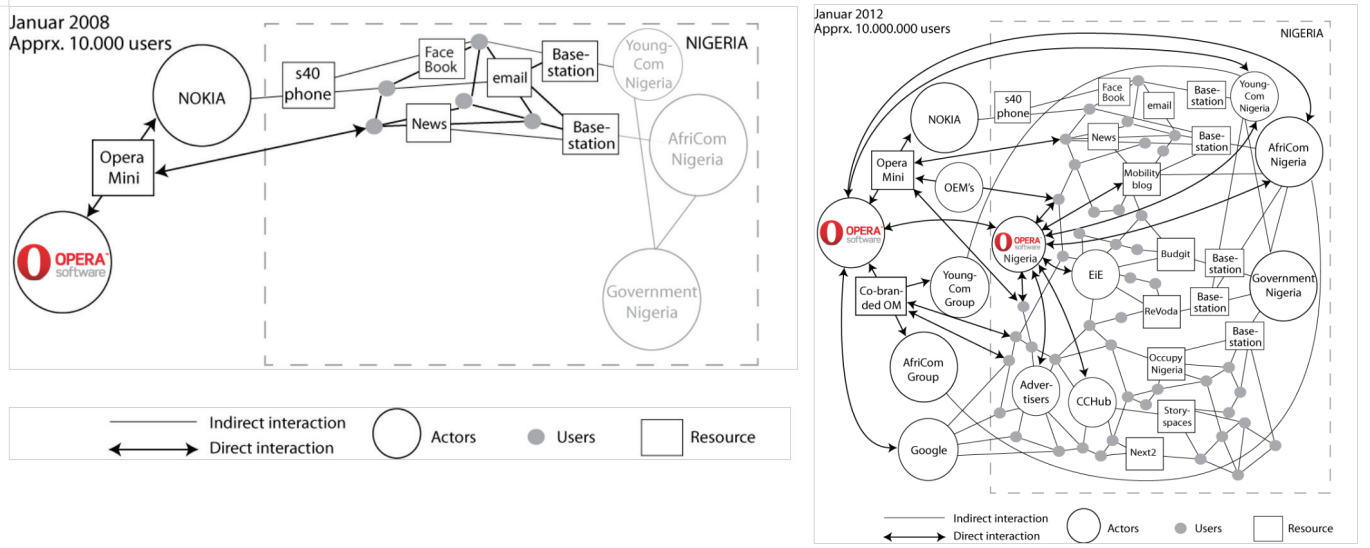 Januar 2008
Apprx. 10.000 users
NIGERIA
NOKIA
s40
phone
Face
Book
email
Base-
station
Young-
Com
Nigeria
News
Base-
station
AfriCom
Nigeria
Opera
Mini
OPERA™
software
Government
Nigeria
Indirect interaction
Direct interaction
Actors
Users
Resource
Januar 2012
Apprx. 10.000.000 users
NIGERIA
NOKIA
s40
phone
Face
Book
email
Base-
station
Young-
Com
Nigeria
News
Base-
station
AfriCom
Nigeria
Opera
Mini
OEM's
Mobility
blog
OPERA™
software
OPERA™
software
Nigeria
EiE
Budgit
Base-
station
Government
Nigeria
Co-bran-
ded OM
Young-
Com
Group
ReVoda
Base-
station
Base-
station
AfriCom
Group
Occupy
Nigeria
Adver-
tisers
CCHub
Story-
spaces
Google
Next2
Indirect interaction
Direct interaction
Actors
Users
Resource